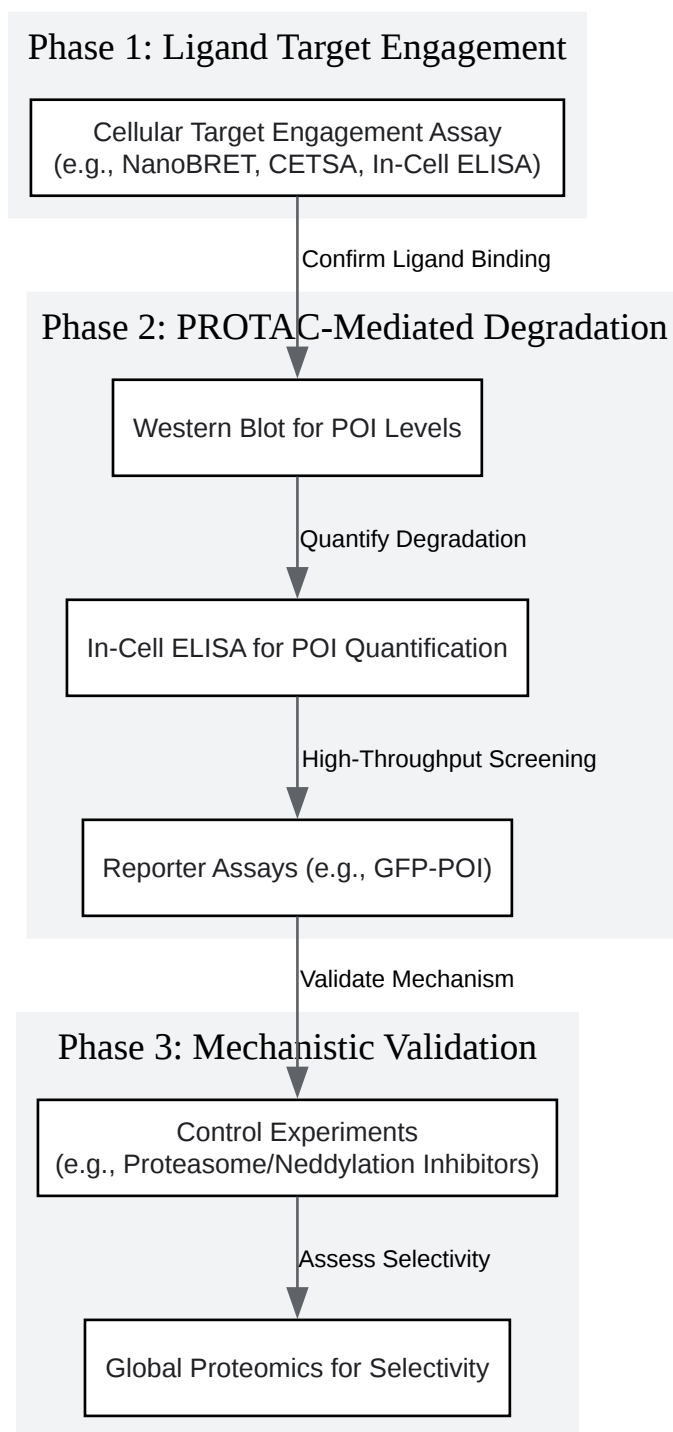 Phase 1: Ligand Target Engagement
Cellular Target Engagement Assay
(e.g., NanoBRET, CETSA, In-Cell ELISA)
Confirm Ligand Binding
Phase 2: PROTAC-Mediated Degradation
Western Blot for POI Levels
Quantify Degradation
In-Cell ELISA for POI Quantification
High-Throughput Screening
Reporter Assays (e.g., GFP-POI)
Validate Mechanism
Phase 3: Mechanistic Validation
Control Experiments
(e.g., Proteasome/Neddylation Inhibitors)
Assess Selectivity
Global Proteomics for Selectivity